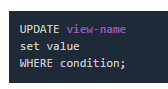 UPDATE view-name
set value
WHERE condition;